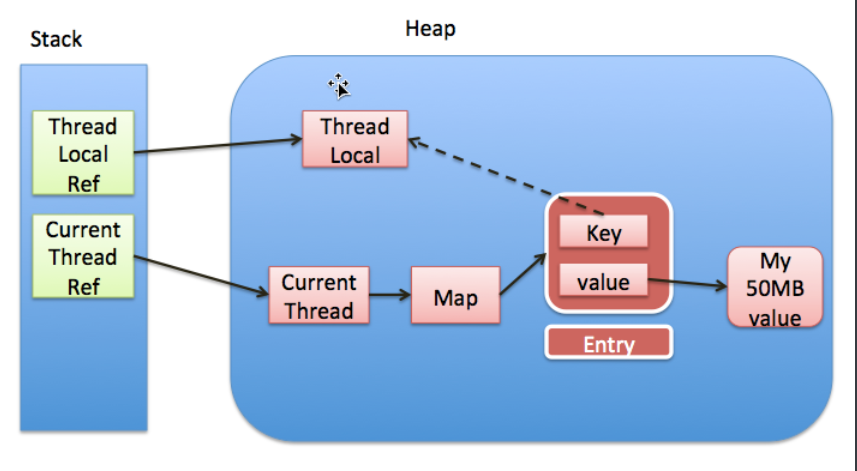 Stack
Heap
Thread
Local
Ref
Thread
Local
Current
Thread
Ref
Current
Thread
Map
Key
value
Entry
My
50MB
value